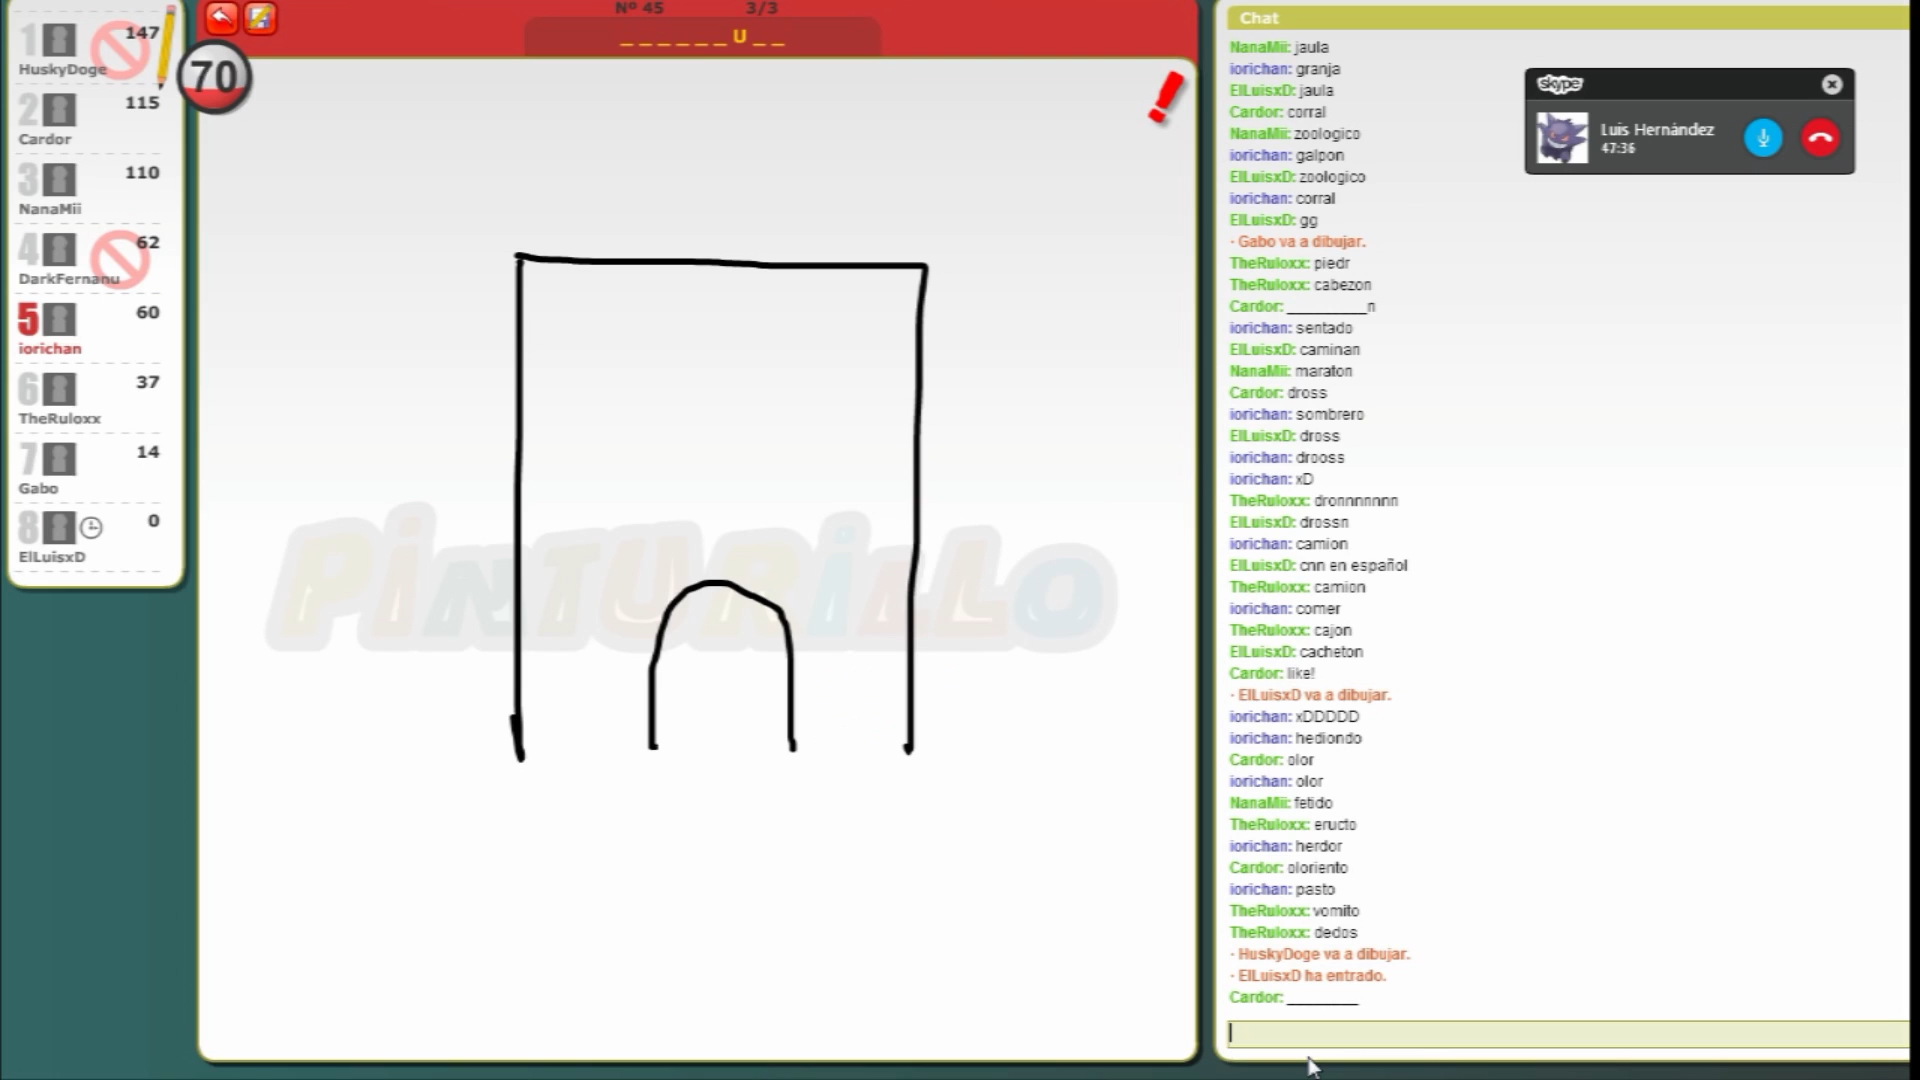 1 147
HuskyDoge
2 115
Cardor
3 110
NanaMii
4 62
DarkFernanu
5 60
iorichan
6 37
TheRuloxx
7 14
Gabo
8 0
ElLuisxD
70
Nº 45 3/3
_ _ _ _ _ _ U _ _
PiNTURiLLO
Chat
NanaMii: jaula
iorichan: granja
ElLuisxD: jaula
Cardor: corral
NanaMii: zoologico
iorichan: galpon
ElLuisxD: zoologico
iorichan: corral
ElLuisxD: gg
· Gabo va a dibujar.
TheRuloxx: piedr
TheRuloxx: cabezon
Cardor: __________n
iorichan: sentado
ElLuisxD: caminan
NanaMii: maraton
Cardor: dross
iorichan: sombrero
ElLuisxD: dross
iorichan: drooss
iorichan: xD
TheRuloxx: dronnnnnnn
ElLuisxD: drossn
iorichan: camion
ElLuisxD: cnn en español
TheRuloxx: camion
iorichan: comer
TheRuloxx: cajon
ElLuisxD: cacheton
Cardor: like!
· ElLuisxD va a dibujar.
iorichan: xDDDDD
iorichan: hediondo
Cardor: olor
iorichan: olor
NanaMii: fetido
TheRuloxx: eructo
iorichan: herdor
Cardor: oloriento
iorichan: pasto
TheRuloxx: vomito
TheRuloxx: dedos
· HuskyDoge va a dibujar.
· ElLuisxD ha entrado.
Cardor: _________
skype
Luis Hernández
47:36